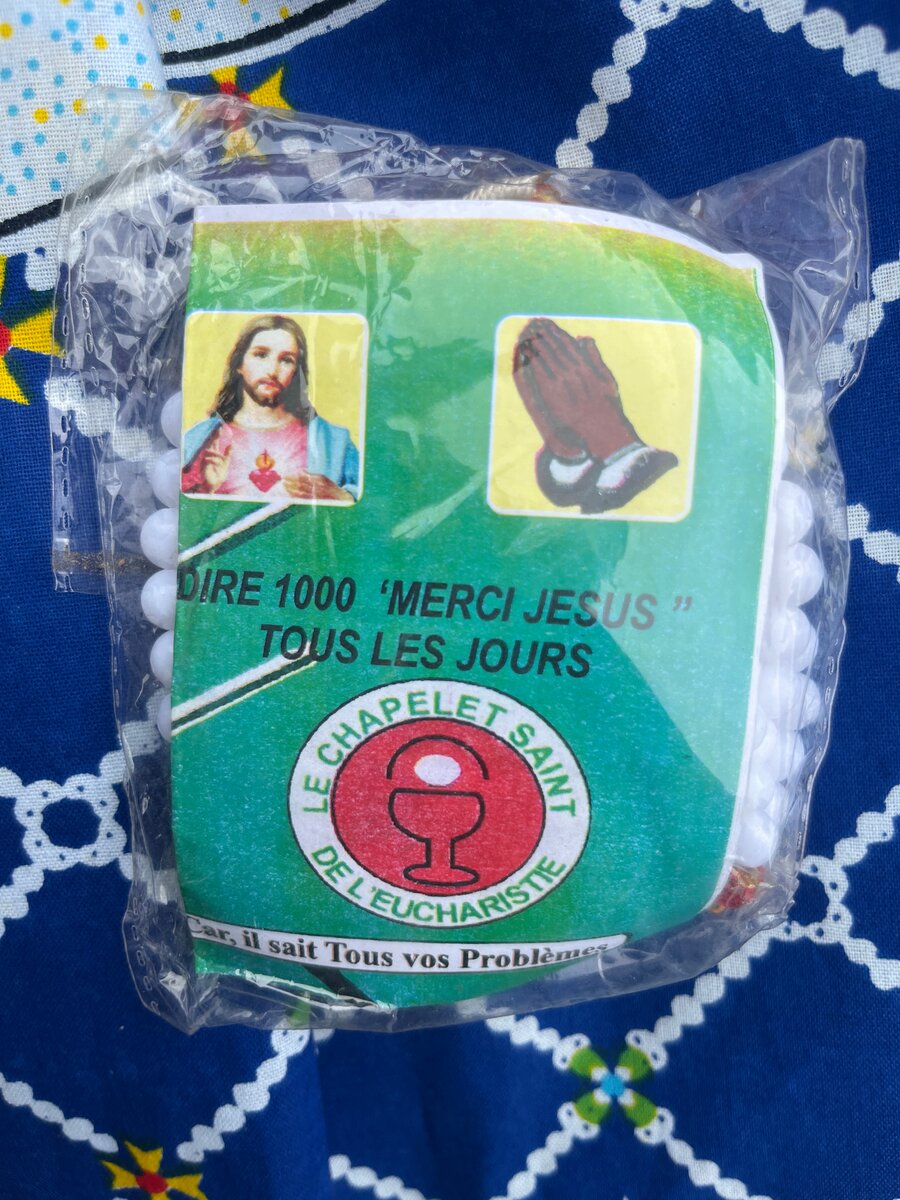 DIRE 1000 ‘MERCI JESUS ”
TOUS LES JOURS
LE CHAPELET SAINT
DE L'EUCHARISTIE
Car, il sait Tous vos Problèmes